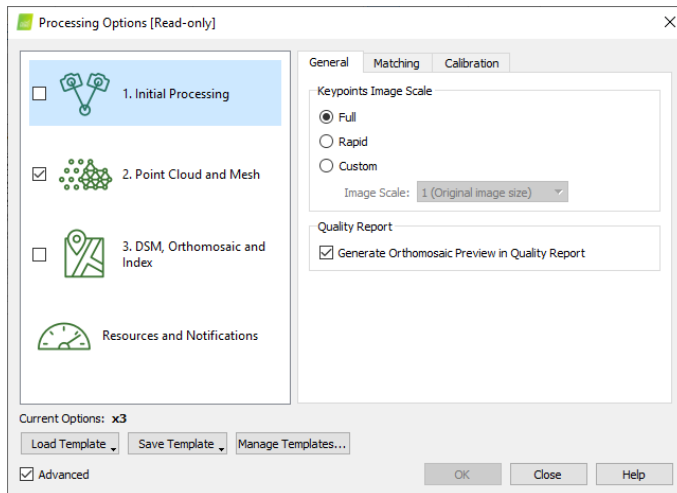 Processing Options [Read-only]
1. Initial Processing
2. Point Cloud and Mesh
3. DSM, Orthomosaic and
Index
Resources and Notifications
General
Matching
Calibration
Keypoints Image Scale
Full
Rapid
Custom
Image Scale:
1 (Original image size)
Quality Report
Generate Orthomosaic Preview in Quality Report
Current Options: x3
Load Template
Save Template
Manage Templates...
Advanced
OK
Close
Help